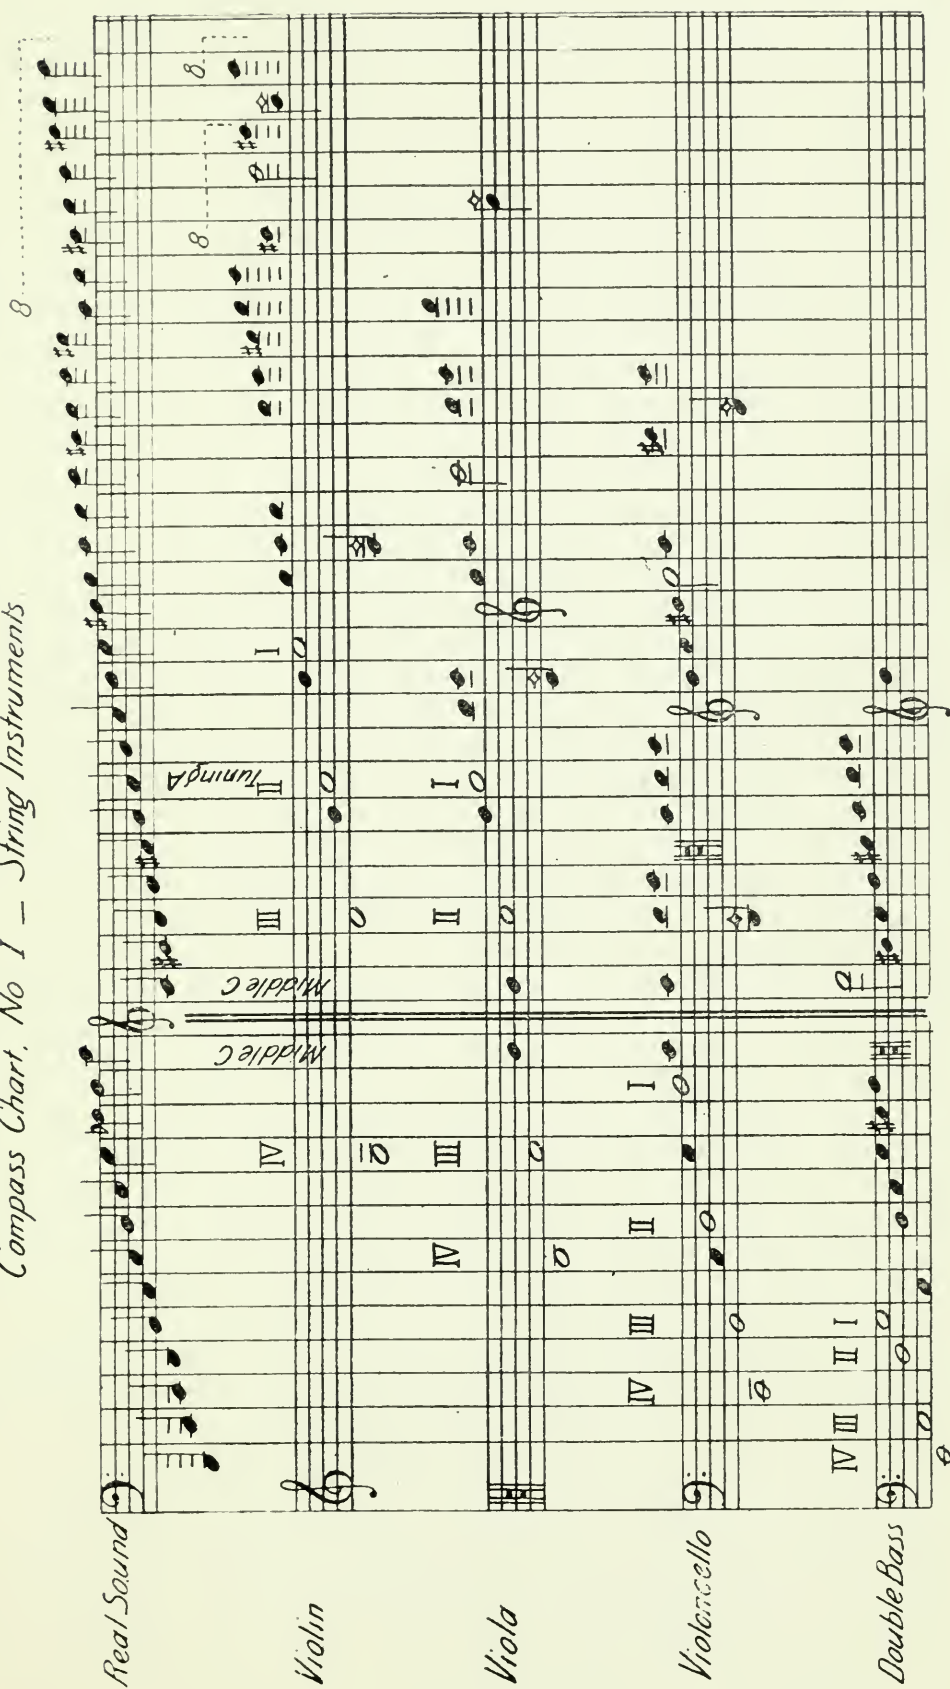 Compass Chart, No I — String Instruments
8
Real Sound
8 8
Violin IV Middle C Middle C III II Tuning A I
Viola IV III II I
Violoncello IV III II I
Double Bass IV III II I